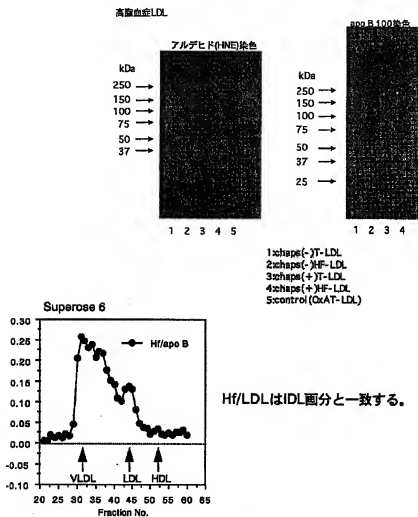 高脂血症LDL
アルデヒド(HNE)染色
kDa
250
150
100
75
50
37
1 2 3 4 5
apo B 100染色
kDa
250
150
100
75
50
37
25
1 2 3 4
1:chaps(-)T-LDL
2:chaps(-)HF-LDL
3:chaps(+)T-LDL
4:chaps(+)HF-LDL
5:control(OxAT-LDL)
Superose 6
0.30
0.25
0.20
0.15
0.10
0.05
0.00
-0.05
-0.10
Hf/apo B
VLDL LDL HDL
20 25 30 35 40 45 50 55 60 65
Fraction No.
Hf/LDLはIDL画分と一致する。